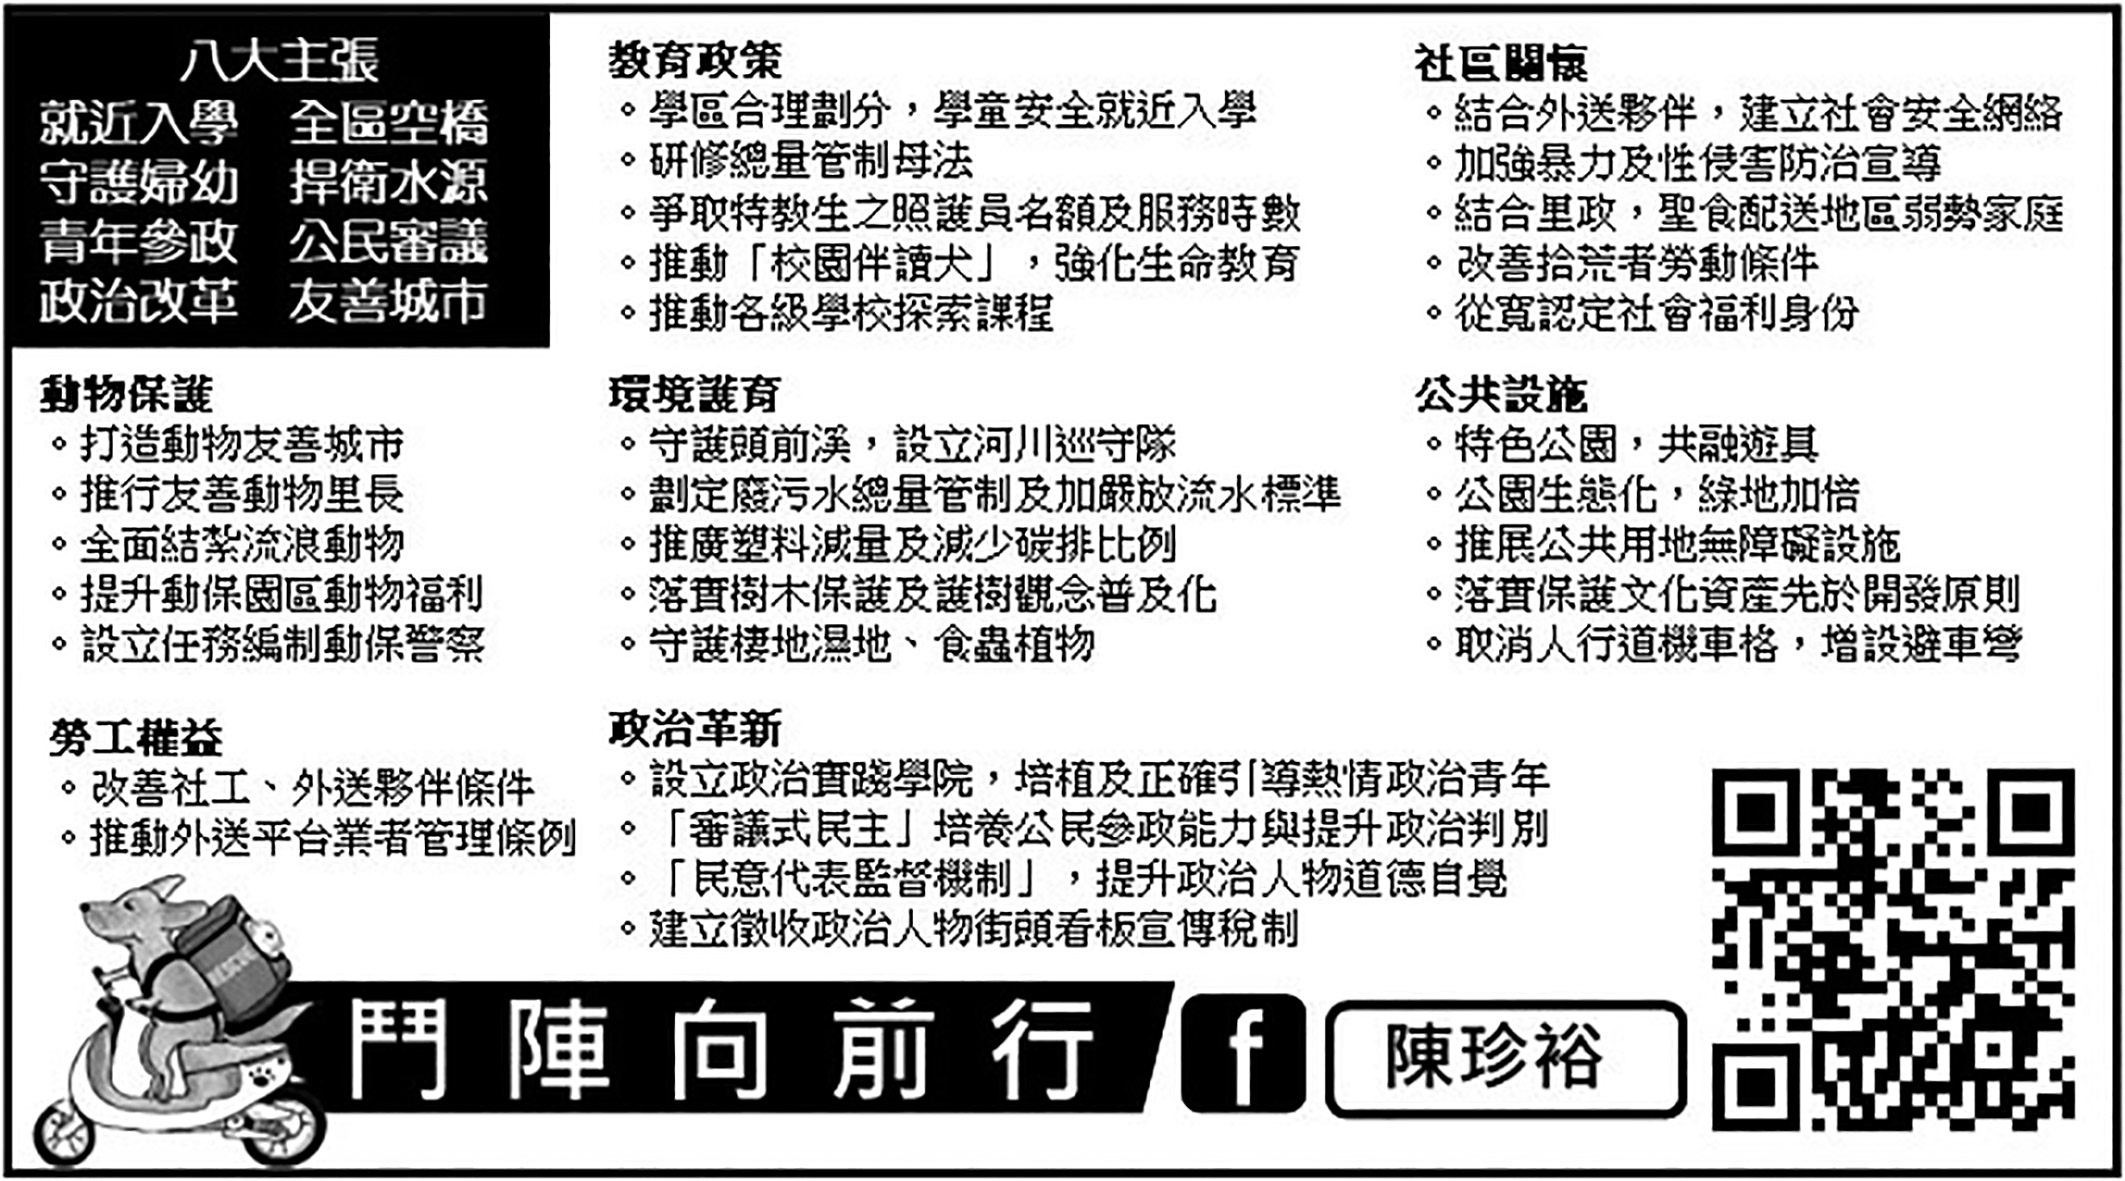 八大主張
就近入學　全區空橋
守護婦幼　捍衛水源
青年參政　公民審議
政治改革　友善城市
教育政策
。學區合理劃分，學童安全就近入學
。研修總量管制母法
。爭取特教生之照護員名額及服務時數
。推動「校園伴讀犬」，強化生命教育
。推動各級學校探索課程
社區關懷
。結合外送夥伴，建立社會安全網絡
。加強暴力及性侵害防治宣導
。結合里政，聖食配送地區弱勢家庭
。改善拾荒者勞動條件
。從寬認定社會福利身份
動物保護
。打造動物友善城市
。推行友善動物里長
。全面結紮流浪動物
。提升動保園區動物福利
。設立任務編制動保警察
環境護育
。守護頭前溪，設立河川巡守隊
。劃定廢污水總量管制及加嚴放流水標準
。推廣塑料減量及減少碳排比例
。落實樹木保護及護樹觀念普及化
。守護棲地濕地、食蟲植物
公共設施
。特色公園，共融遊具
。公園生態化，綠地加倍
。推展公共用地無障礙設施
。落實保護文化資產先於開發原則
。取消人行道機車格，增設避車彎
勞工權益
。改善社工、外送夥伴條件
。推動外送平台業者管理條例
政治革新
。設立政治實踐學院，培植及正確引導熱情政治青年
。「審議式民主」培養公民參政能力與提升政治判別
。「民意代表監督機制」，提升政治人物道德自覺
。建立徵收政治人物街頭看板宣傳稅制
RESCUE
鬥陣向前行
f
陳珍裕